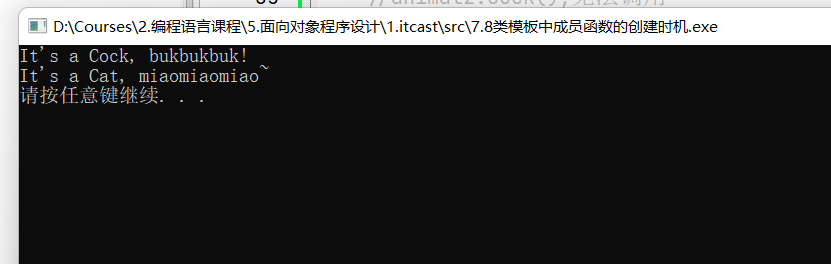 D:\Courses\2.编程语言课程\5.面向对象程序设计\1.itcast\src\7.8类模板中成员函数的创建时机.exe
It's a Cock, bukbukbuk!
It's a Cat, miaomiaomiao~
请按任意键继续. . .